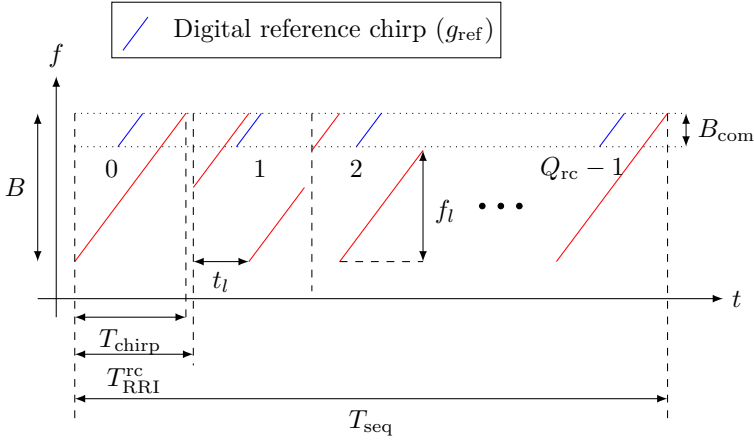 Digital reference chirp (g_ref)
f
B_com
0
1
2
Q_rc − 1
B
f_l
• • •
t_l
t
T_chirp
T_RRI^rc
T_seq